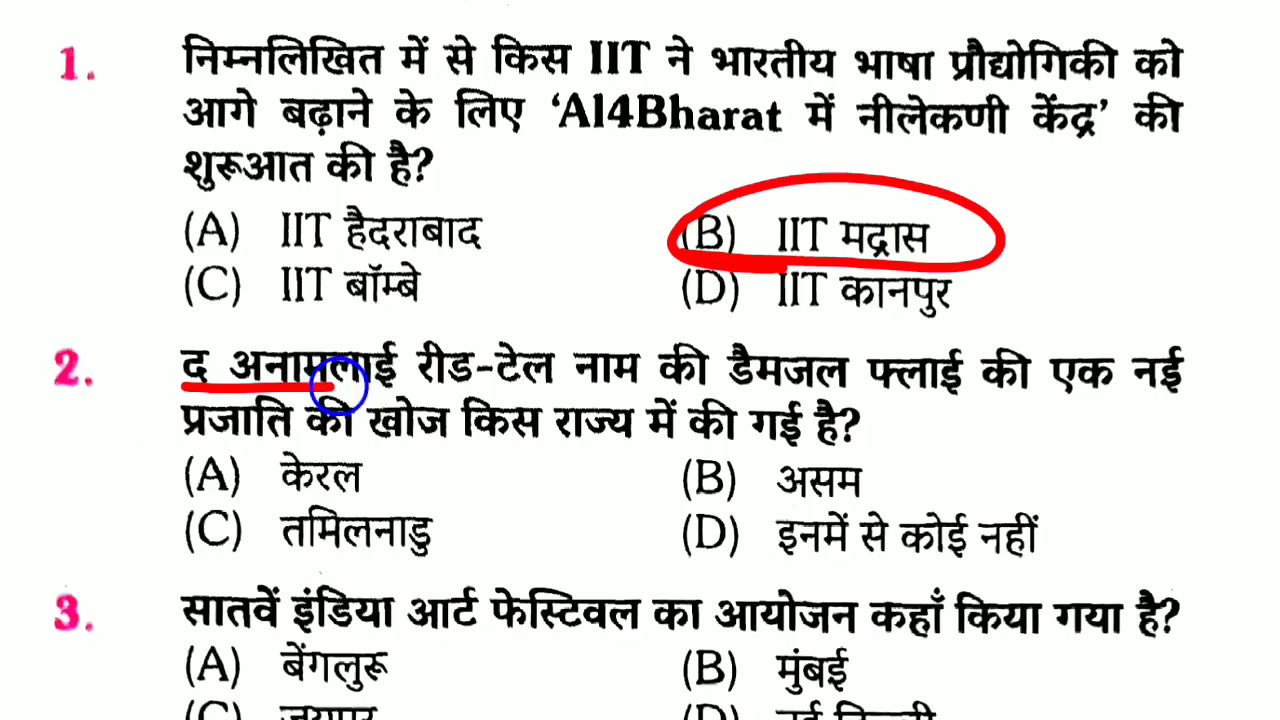 1. निम्नलिखित में से किस IIT ने भारतीय भाषा प्रौद्योगिकी को
आगे बढ़ाने के लिए ‘AI4Bharat में नीलेकणी केंद्र’ की
शुरूआत की है?
(A) IIT हैदराबाद (B) IIT मद्रास
(C) IIT बॉम्बे (D) IIT कानपुर
2. द अनामलाई रीड-टेल नाम की डैमजल फ्लाई की एक नई
प्रजाति की खोज किस राज्य में की गई है?
(A) केरल (B) असम
(C) तमिलनाडु (D) इनमें से कोई नहीं
3. सातवें इंडिया आर्ट फेस्टिवल का आयोजन कहाँ किया गया है?
(A) बेंगलुरू (B) मुंबई
(C) जयपुर (D) नई दिल्ली